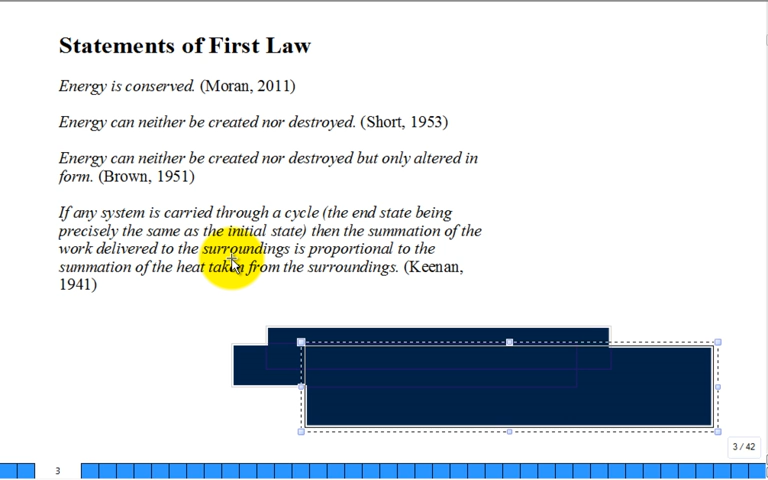 Statements of First Law
Energy is conserved. (Moran, 2011)
Energy can neither be created nor destroyed. (Short, 1953)
Energy can neither be created nor destroyed but only altered in
form. (Brown, 1951)
If any system is carried through a cycle (the end state being
precisely the same as the initial state) then the summation of the
work delivered to the surroundings is proportional to the
summation of the heat taken from the surroundings. (Keenan,
1941)
3 / 42
3